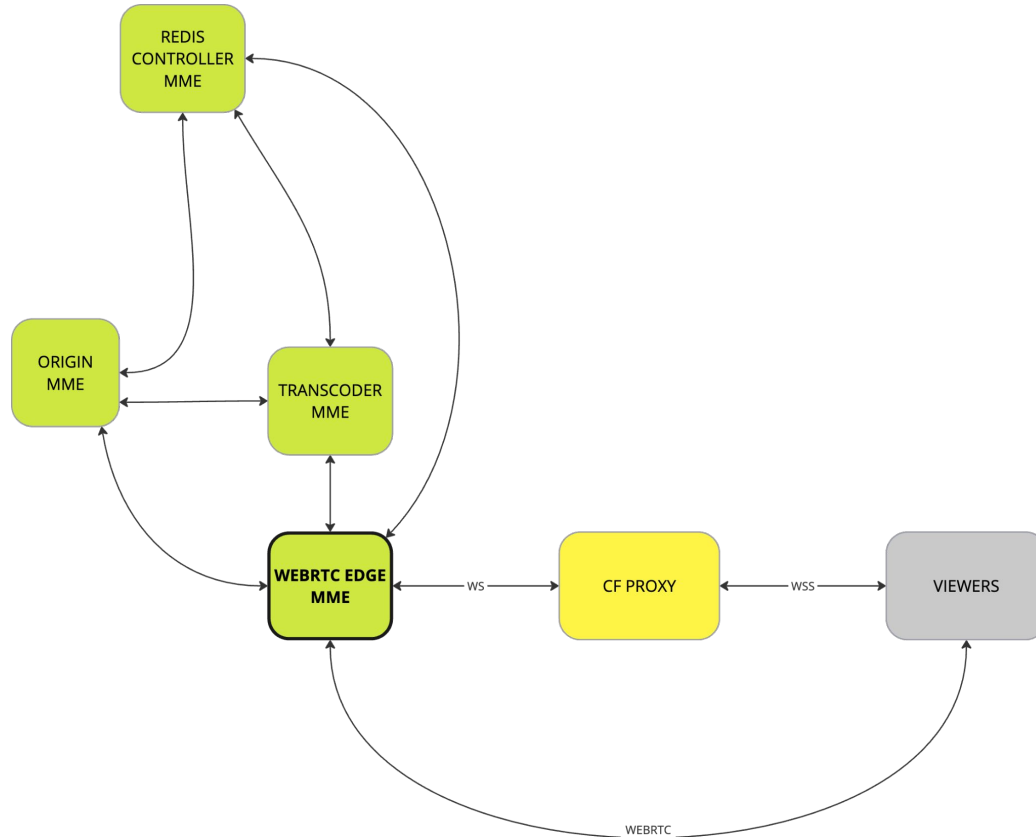 REDIS
CONTROLLER
MME
ORIGIN
MME
TRANSCODER
MME
WEBRTC EDGE
MME
WS
CF PROXY
WSS
VIEWERS
WEBRTC